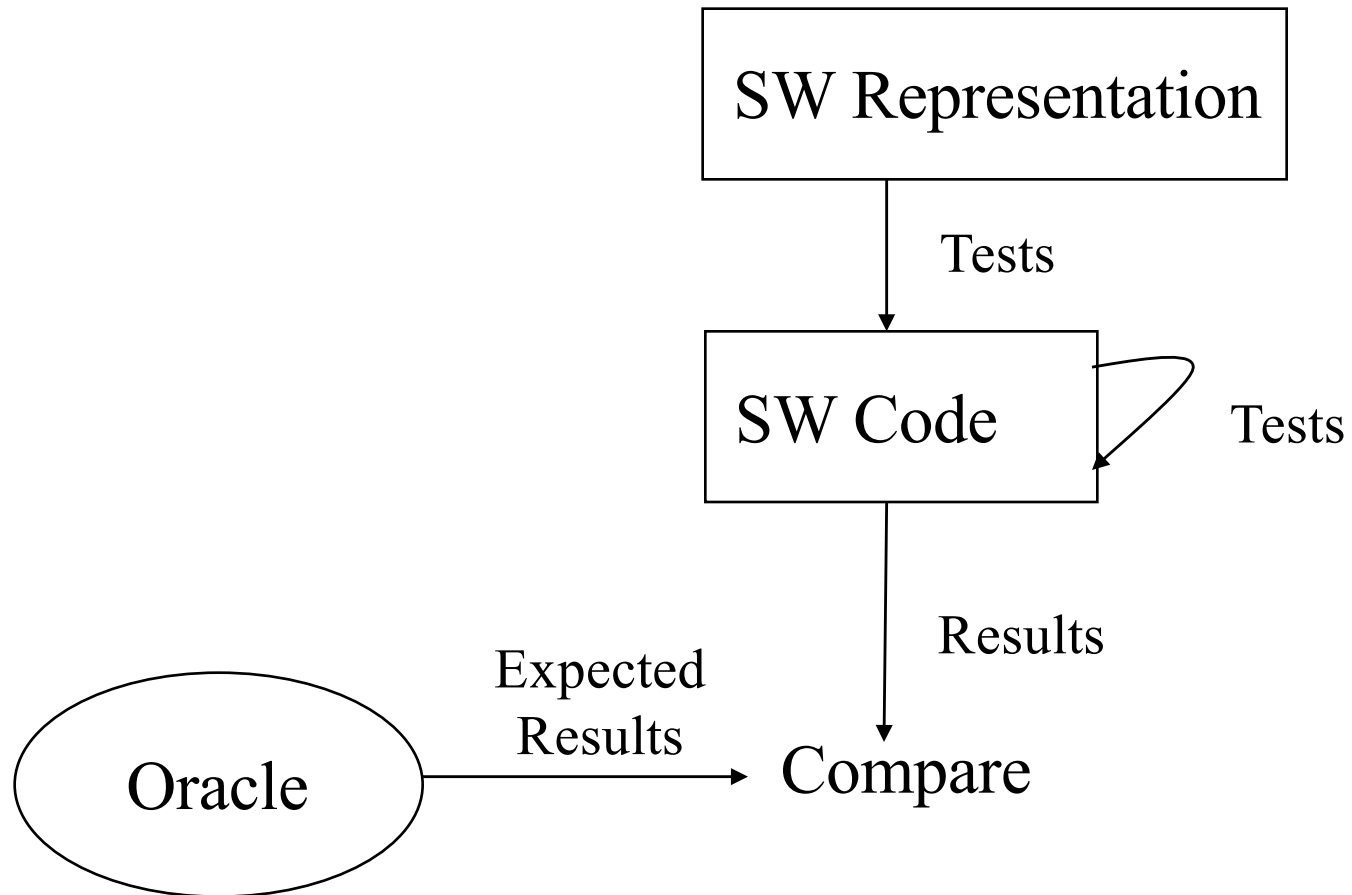 SW Representation
Tests
SW Code
Tests
Results
Expected
Results
Oracle
Compare